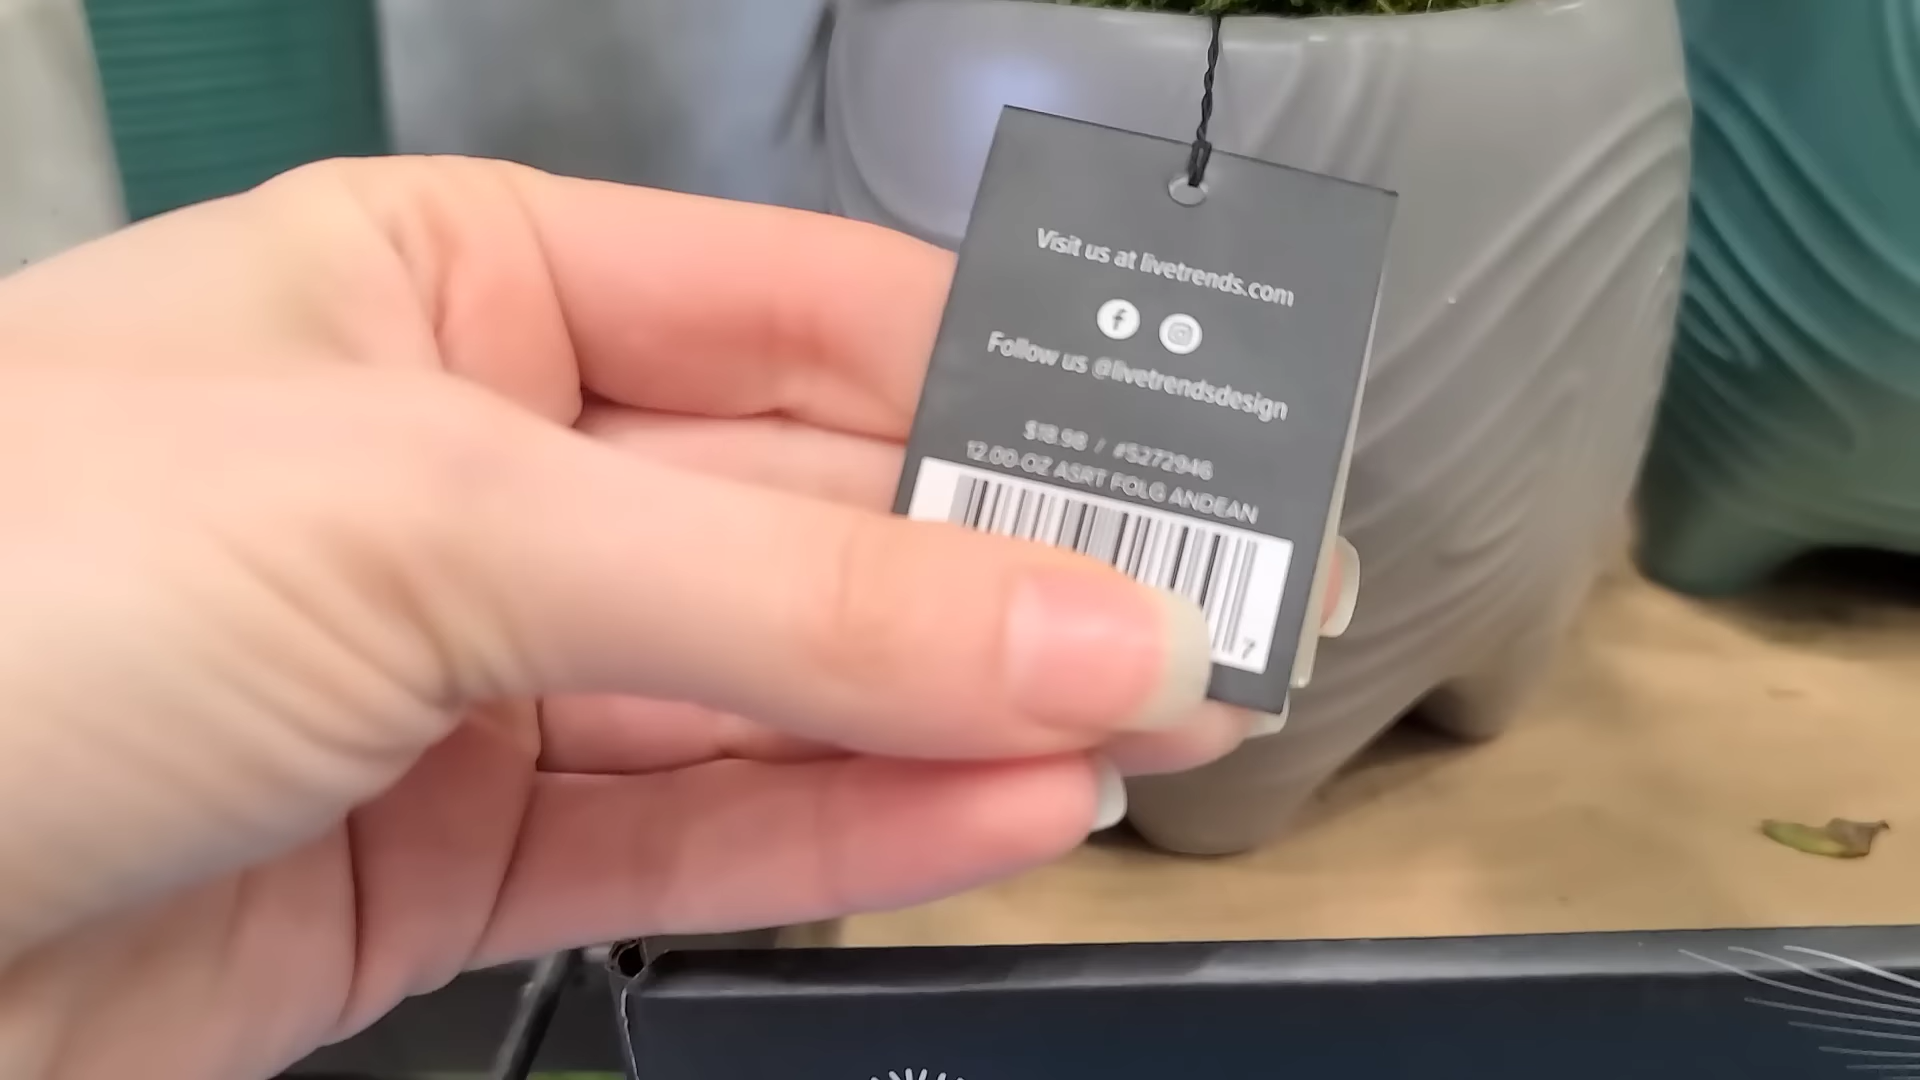 Visit us at livetrends.com
Follow us @livetrendsdesign
$18.98 / #5272946
12.00-OZ ASRT FOLG ANDEAN
7